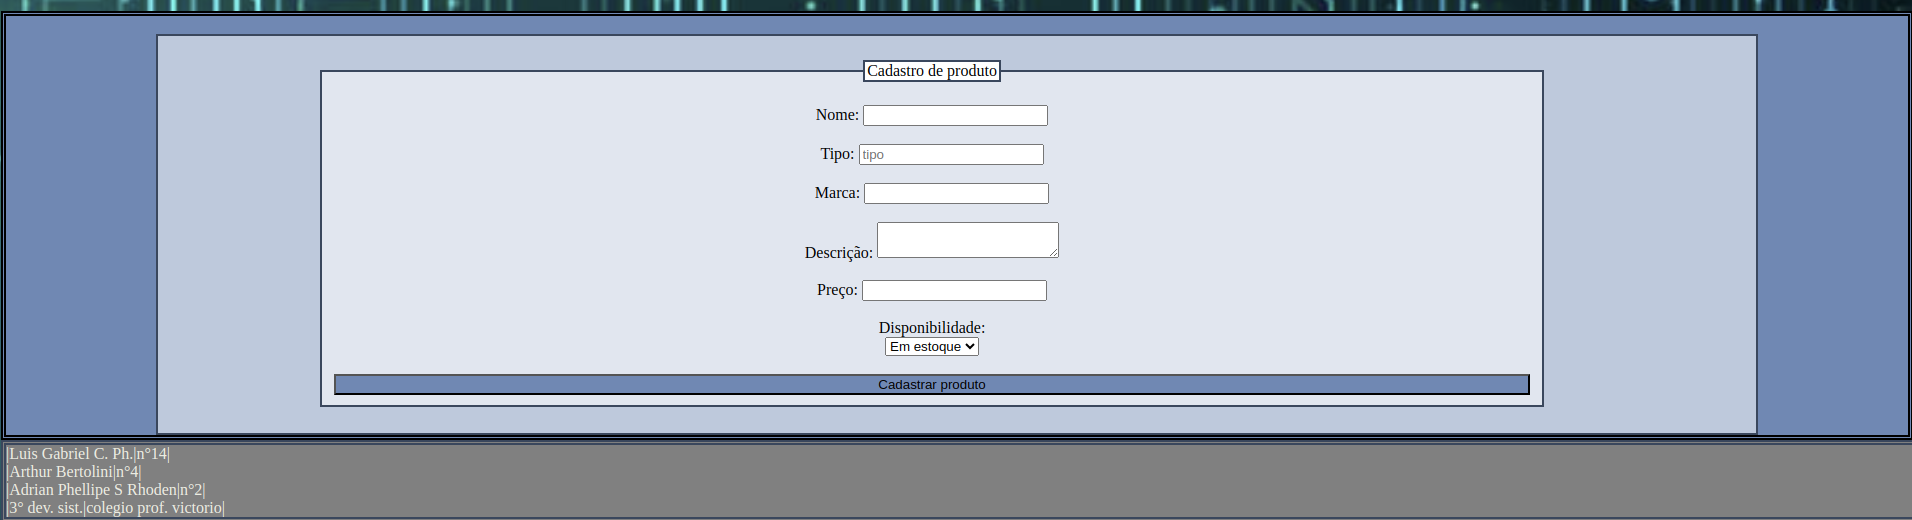 Cadastro de produto
Nome:
Tipo: tipo
Marca:
Descrição:
Preço:
Disponibilidade:
Em estoque
Cadastrar produto
|Luis Gabriel C. Ph.|n°14|
|Arthur Bertolini|n°4|
|Adrian Phellipe S Rhoden|n°2|
|3° dev. sist.|colegio prof. victorio|